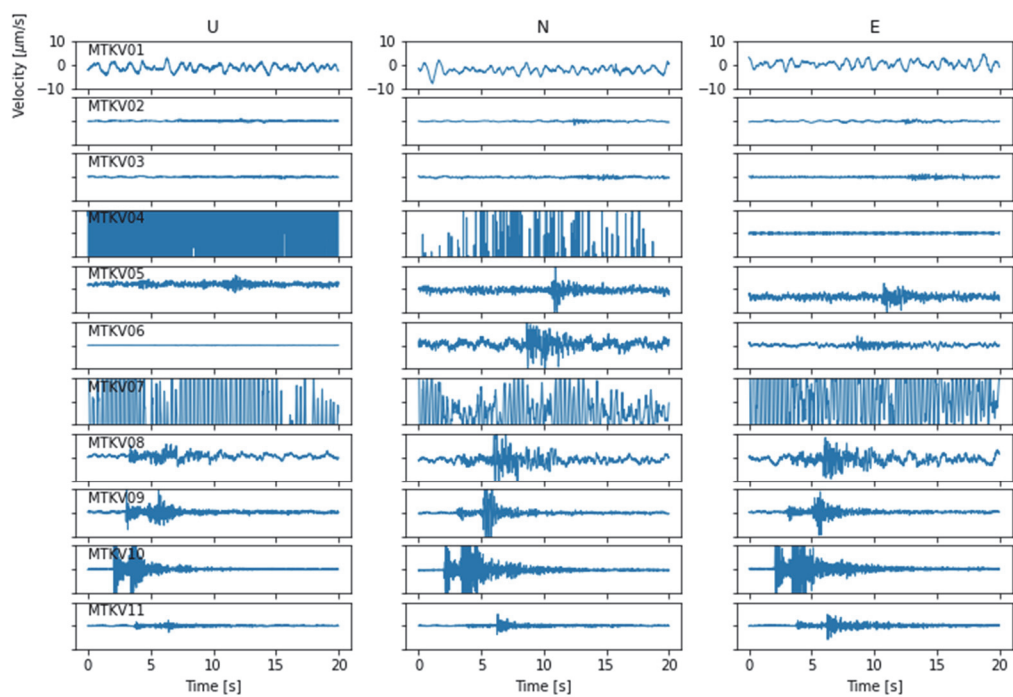 U N E
Velocity [μm/s]
10 10 10
MTKV01
0 0 0
−10 −10 −10
MTKV02
MTKV03
MTKV04
MTKV05
MTKV06
MTKV07
MTKV08
MTKV09
MTKV10
MTKV11
0 5 10 15 20 0 5 10 15 20 0 5 10 15 20
Time [s] Time [s] Time [s]